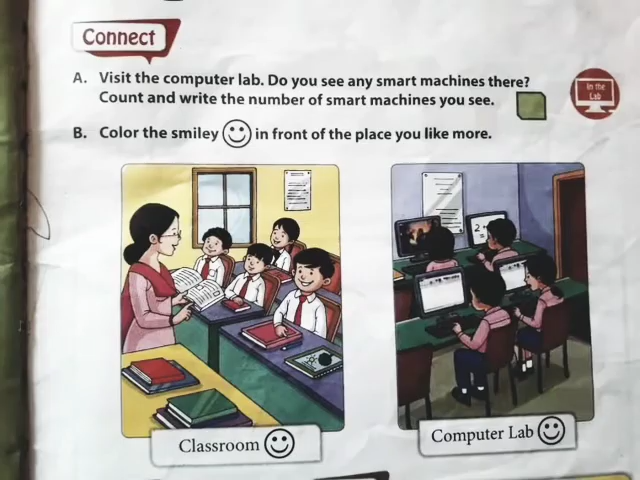 Connect
A. Visit the computer lab. Do you see any smart machines there?
Count and write the number of smart machines you see.
In the
Lab
B. Color the smiley in front of the place you like more.
Classroom
Computer Lab